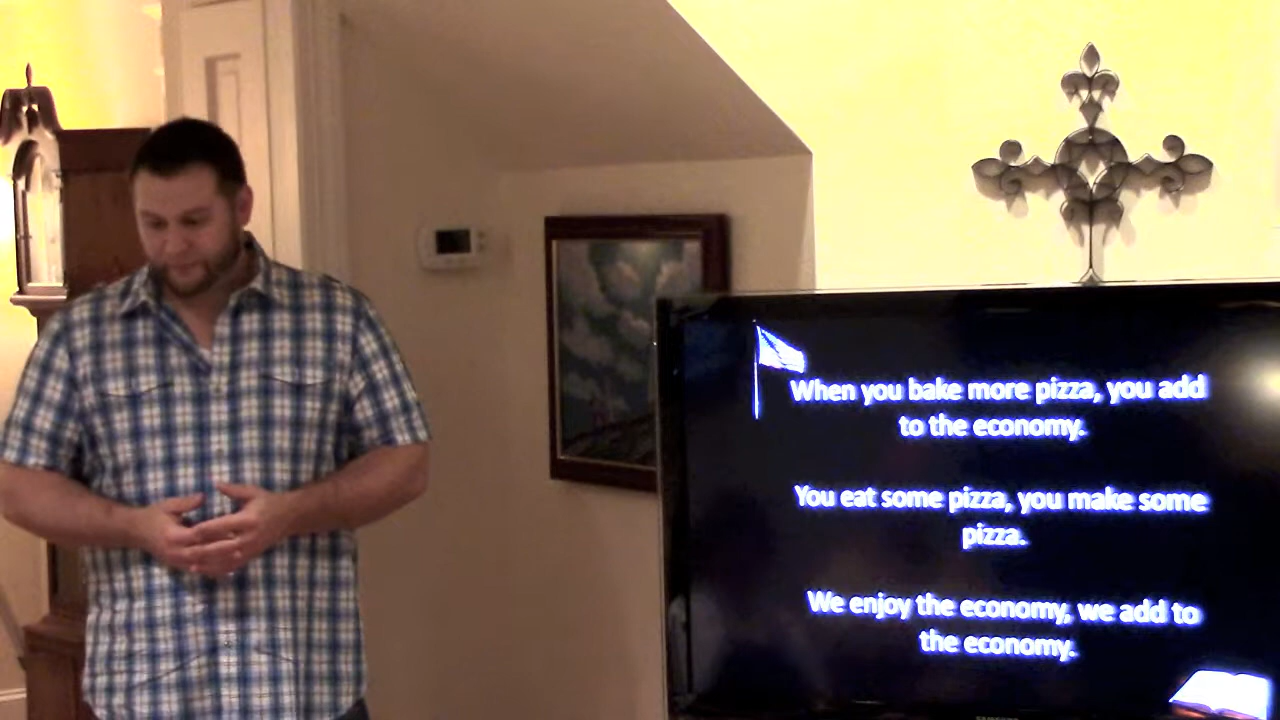 When you bake more pizza, you add
to the economy.
You eat some pizza, you make some
pizza.
We enjoy the economy, we add to
the economy.
SAMSUNG